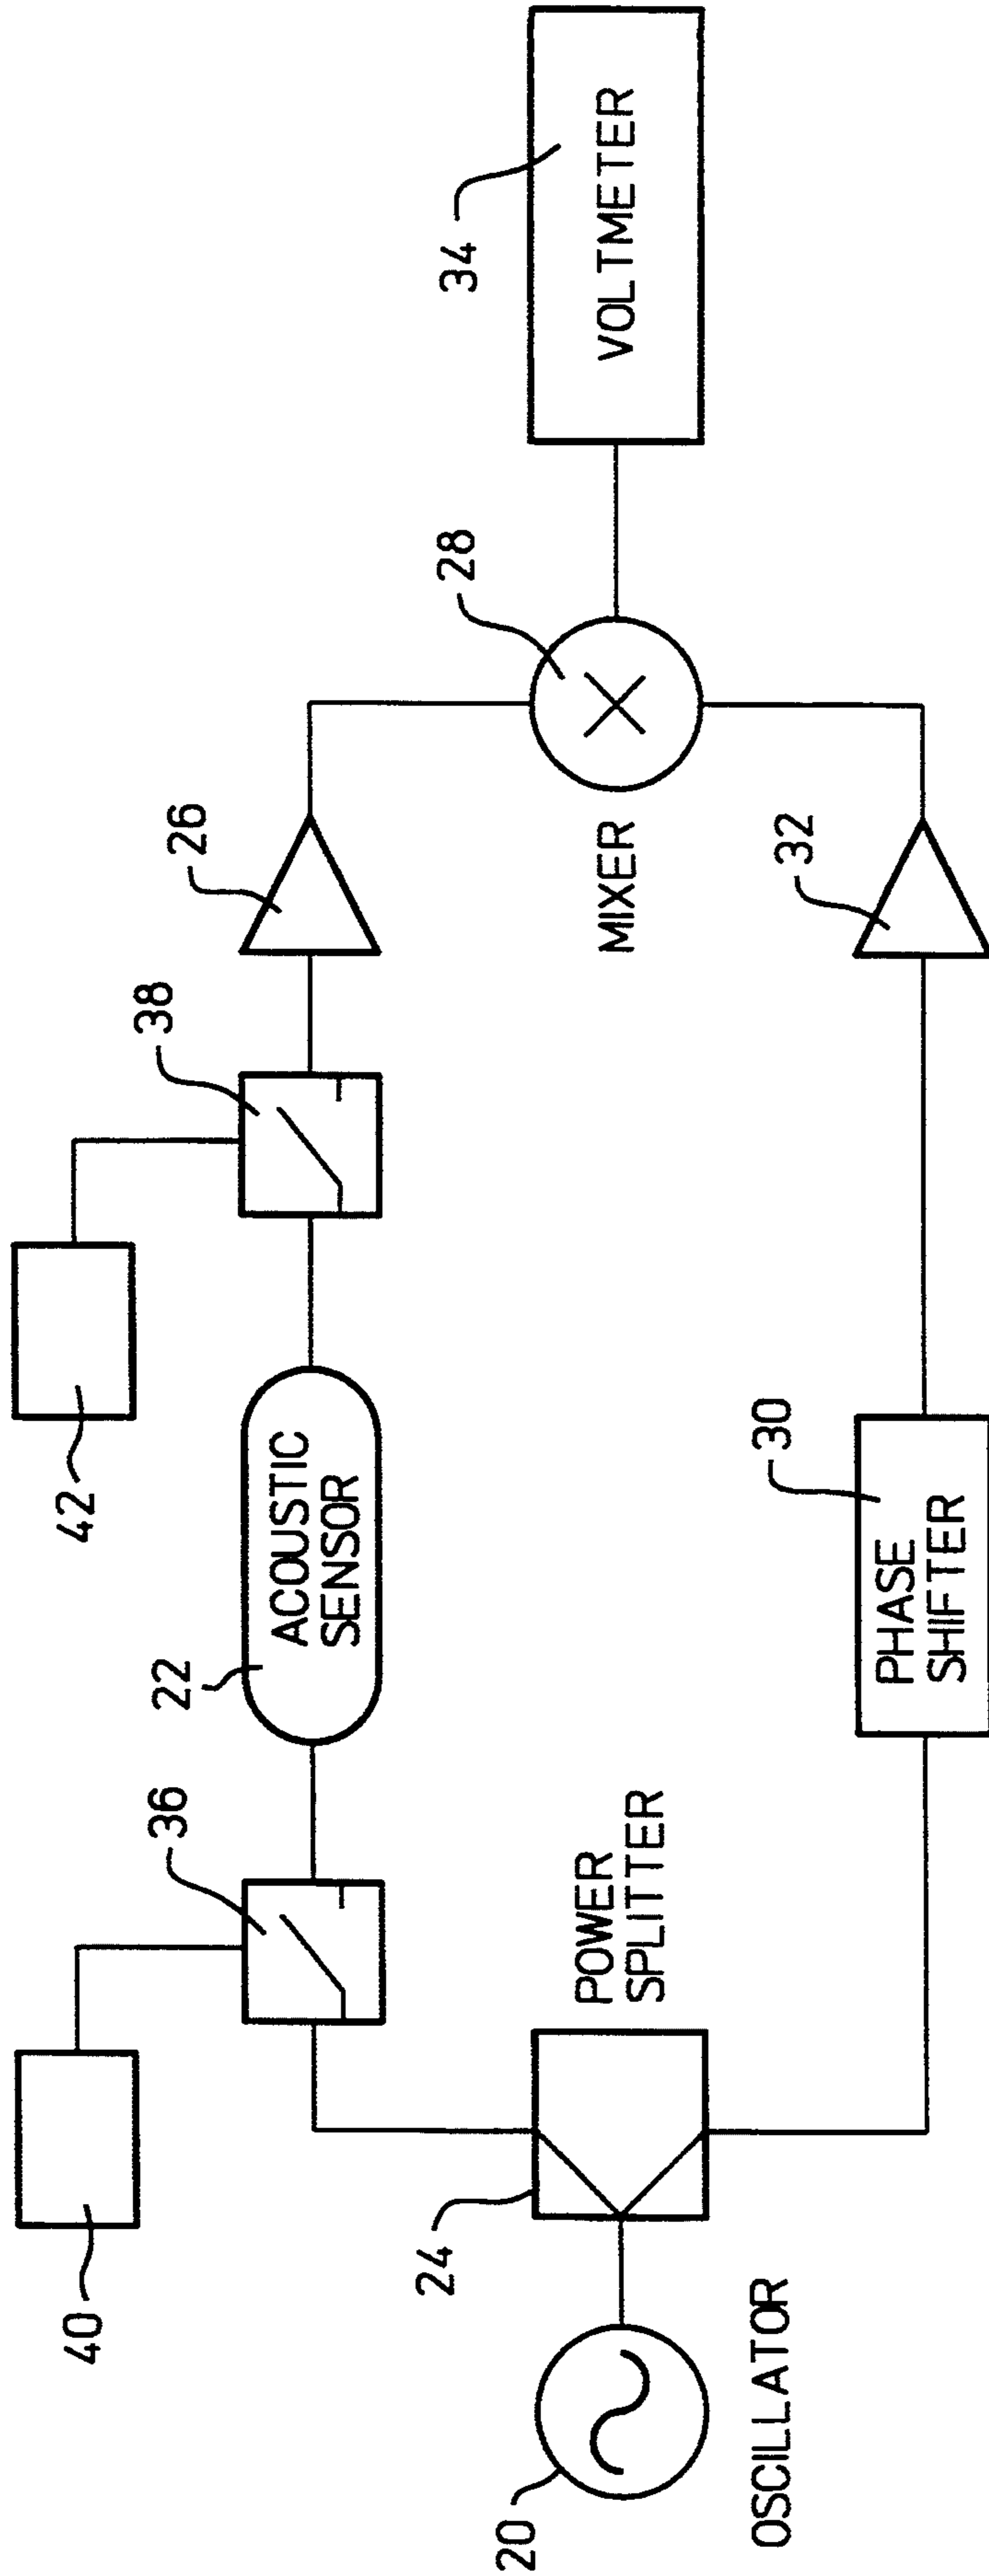 40
42
36
22
ACOUSTIC
SENSOR
38
26
24
POWER
SPLITTER
28
34
VOLTMETER
MIXER
20
OSCILLATOR
30
PHASE
SHIFTER
32